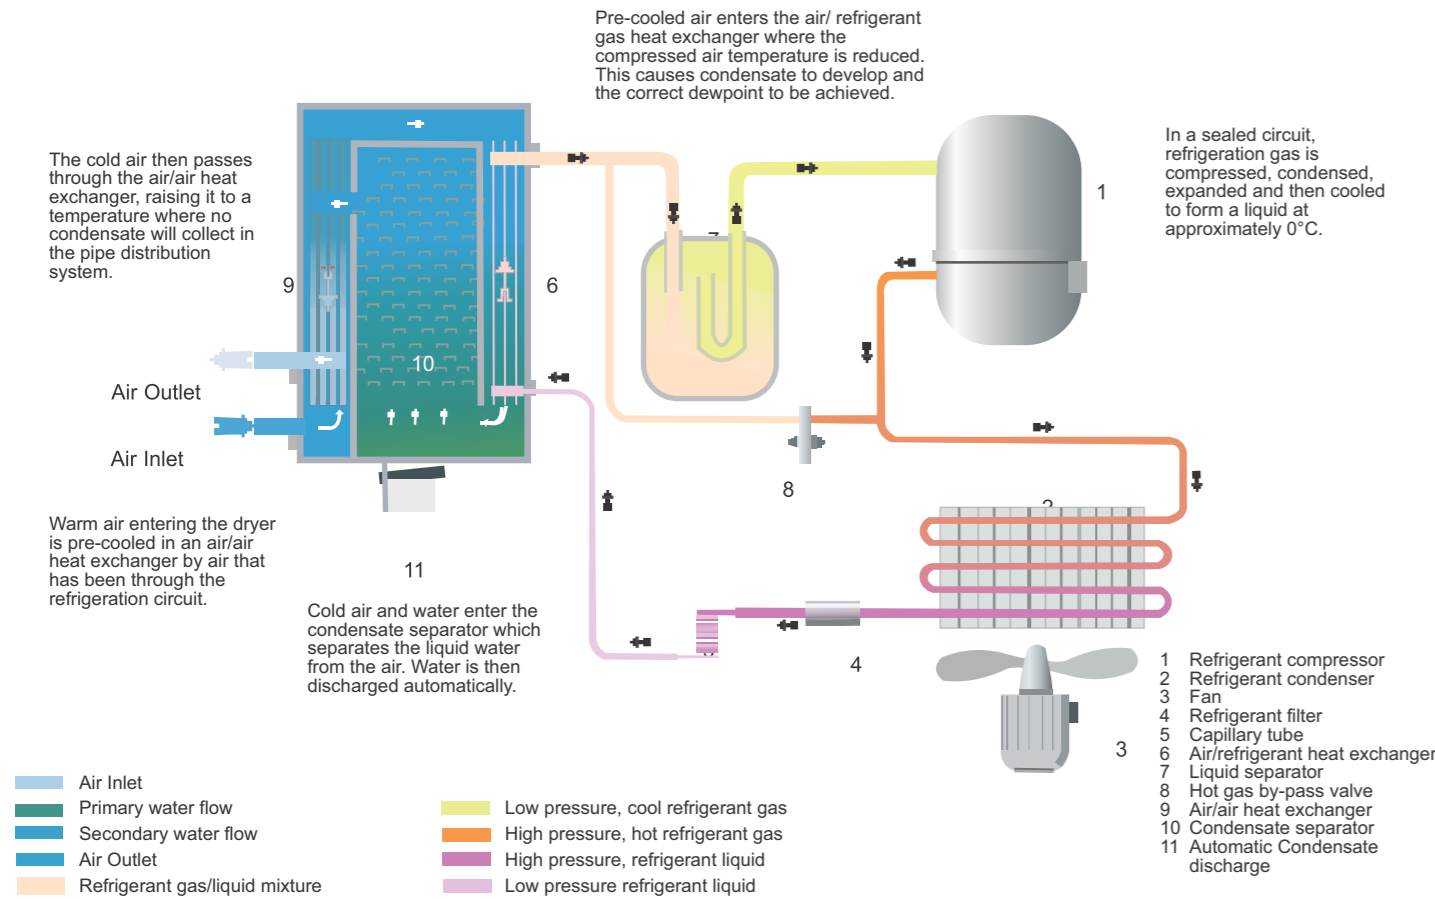 Pre-cooled air enters the air/ refrigerant
gas heat exchanger where the
compressed air temperature is reduced.
This causes condensate to develop and
the correct dewpoint to be achieved.
The cold air then passes
through the air/air heat
exchanger, raising it to a
temperature where no
condensate will collect in
the pipe distribution
system.
In a sealed circuit,
refrigeration gas is
compressed, condensed,
expanded and then cooled
to form a liquid at
approximately 0°C.
1
7
9
6
10
Air Outlet
Air Inlet
8
2
Warm air entering the dryer
is pre-cooled in an air/air
heat exchanger by air that
has been through the
refrigeration circuit.
11
Cold air and water enter the
condensate separator which
separates the liquid water
from the air. Water is then
discharged automatically.
4
3
1 Refrigerant compressor
2 Refrigerant condenser
3 Fan
4 Refrigerant filter
5 Capillary tube
6 Air/refrigerant heat exchanger
7 Liquid separator
8 Hot gas by-pass valve
9 Air/air heat exchanger
10 Condensate separator
11 Automatic Condensate
discharge
Air Inlet
Primary water flow
Secondary water flow
Air Outlet
Refrigerant gas/liquid mixture
Low pressure, cool refrigerant gas
High pressure, hot refrigerant gas
High pressure, refrigerant liquid
Low pressure refrigerant liquid